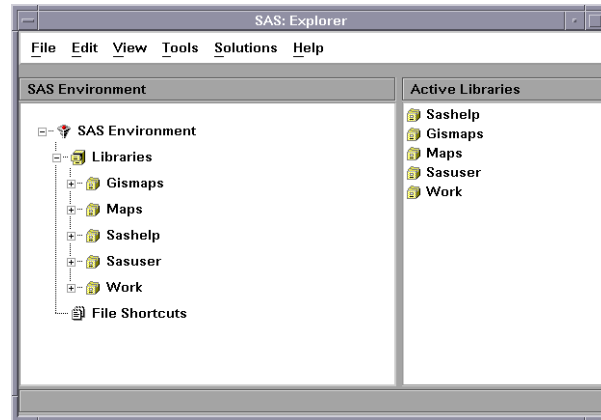 SAS: Explorer
File Edit View Tools Solutions Help
SAS Environment
SAS Environment
Libraries
Gismaps
Maps
Sashelp
Sasuser
Work
File Shortcuts
Active Libraries
Sashelp
Gismaps
Maps
Sasuser
Work